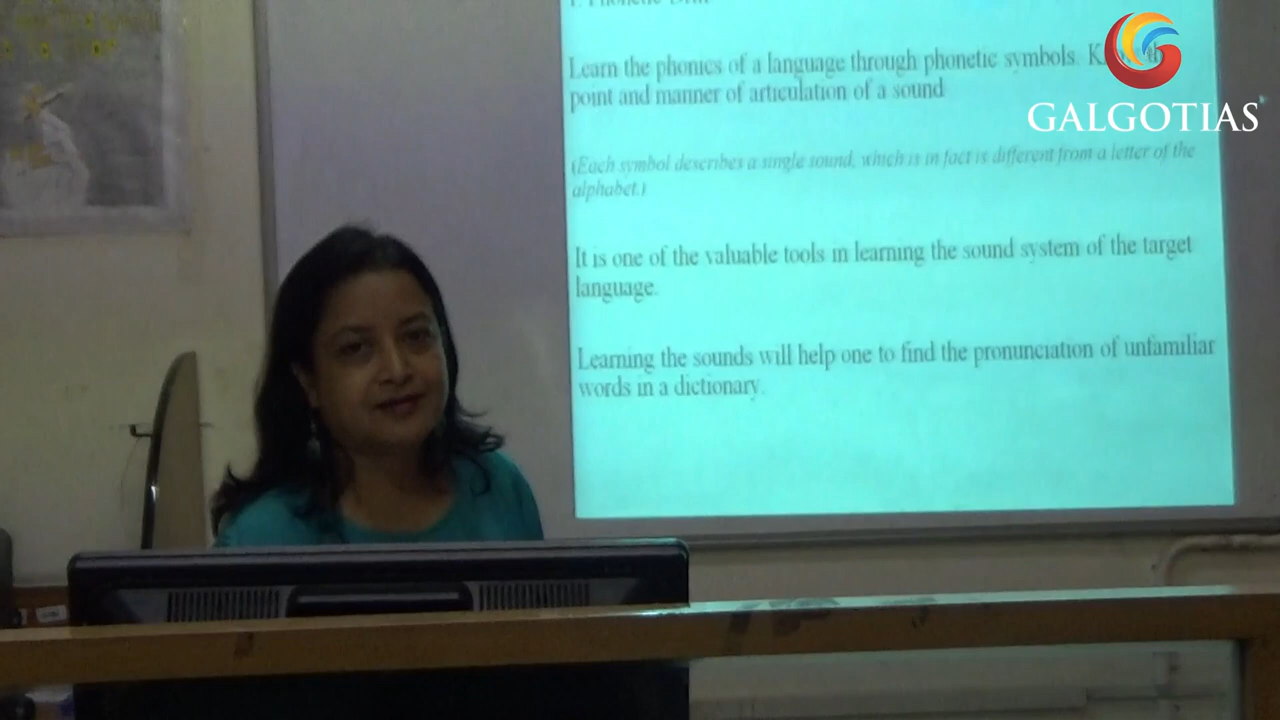 Learn the phonics of a language through phonetic symbols.
point and manner of articulation of a sound
(Each symbol describes a single sound, which is in fact is different from a letter of the
alphabet.)
It is one of the valuable tools in learning the sound system of the target
language.
Learning the sounds will help one to find the pronunciation of unfamiliar
words in a dictionary.
GALGOTIAS